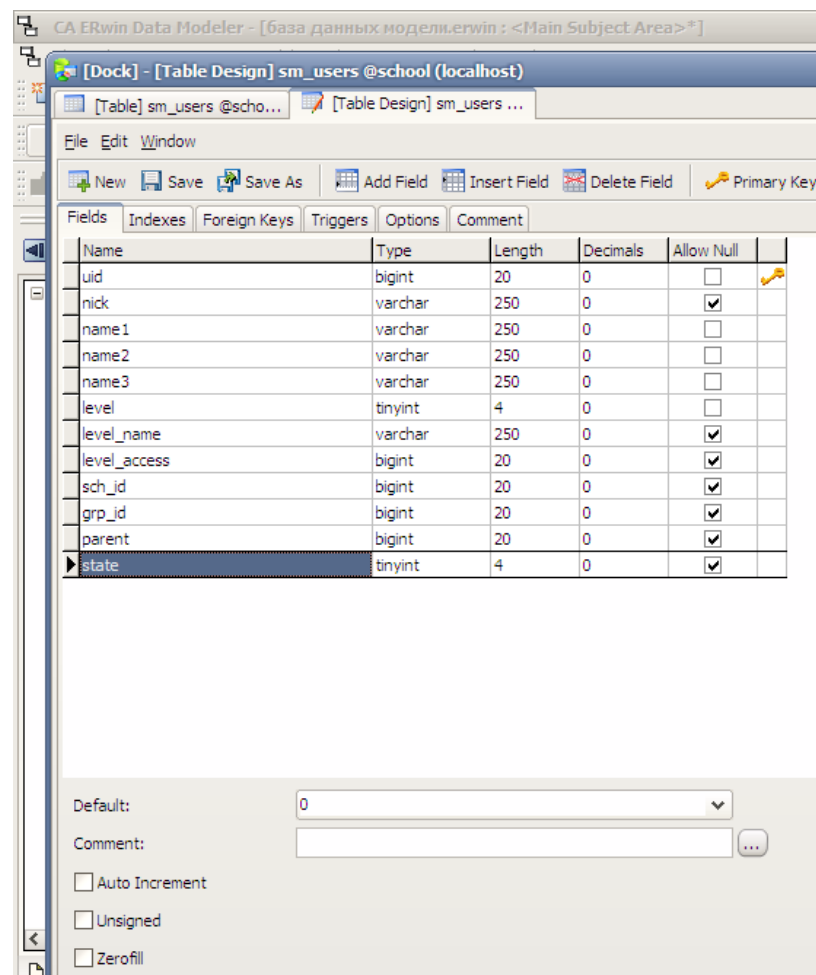 CA ERwin Data Modeler - [база данных модели.erwin : <Main Subject Area>*]
[Dock] - [Table Design] sm_users @school (localhost)
[Table] sm_users @scho... [Table Design] sm_users ...
File Edit Window
New Save Save As Add Field Insert Field Delete Field Primary Key
Fields Indexes Foreign Keys Triggers Options Comment
Name Type Length Decimals Allow Null
uid bigint 20 0
nick varchar 250 0
name1 varchar 250 0
name2 varchar 250 0
name3 varchar 250 0
level tinyint 4 0
level_name varchar 250 0
level_access bigint 20 0
sch_id bigint 20 0
grp_id bigint 20 0
parent bigint 20 0
state tinyint 4 0
Default: 0
Comment: ...
Auto Increment
Unsigned
Zerofill